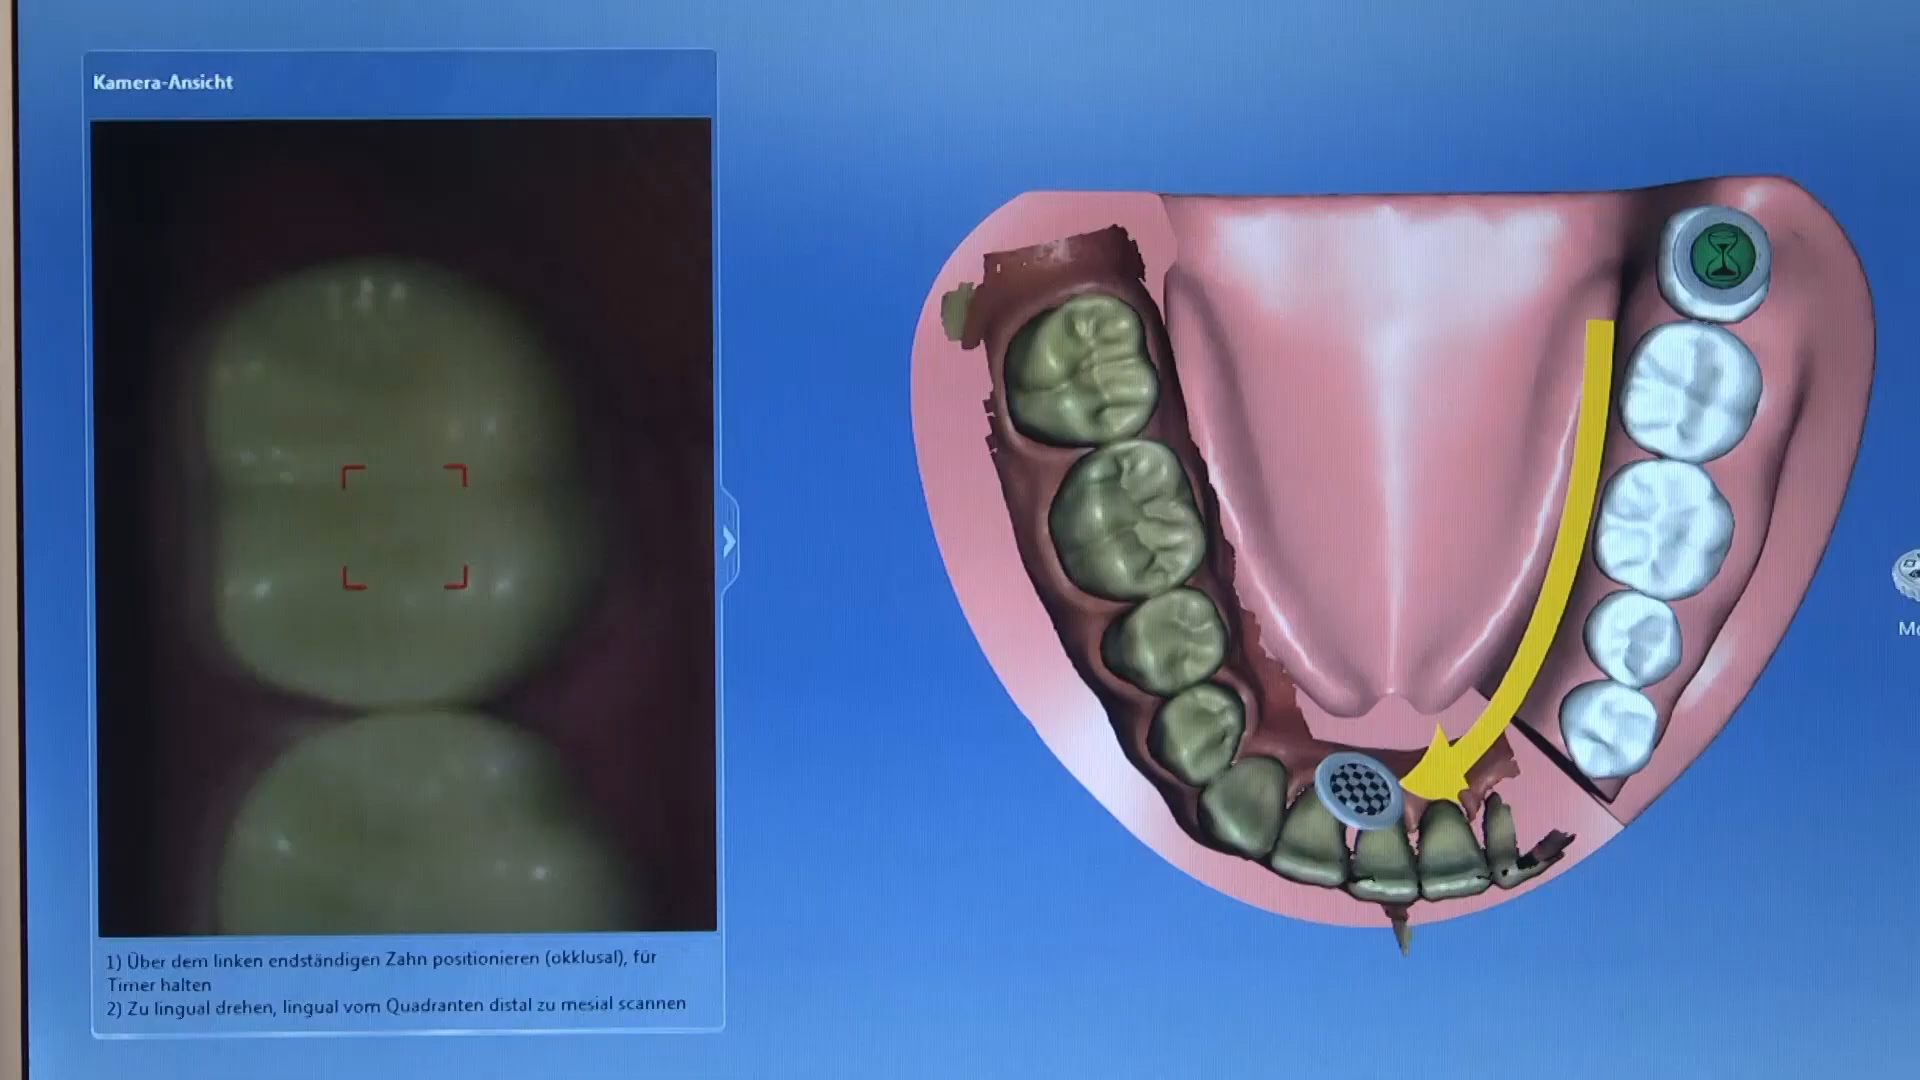 Kamera-Ansicht
1) Über dem linken endständigen Zahn positionieren (okklusal), für
Timer halten
2) Zu lingual drehen, lingual vom Quadranten distal zu mesial scannen